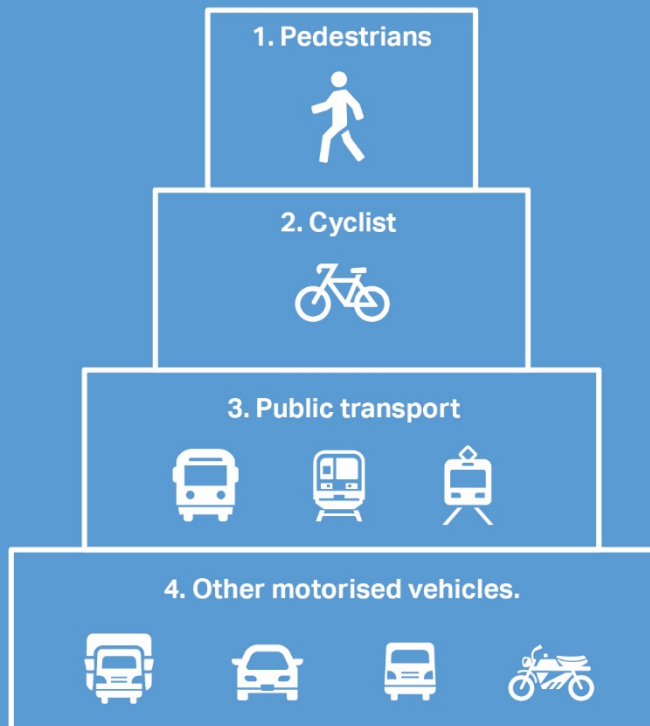 1. Pedestrians
2. Cyclist
3. Public transport
4. Other motorised vehicles.